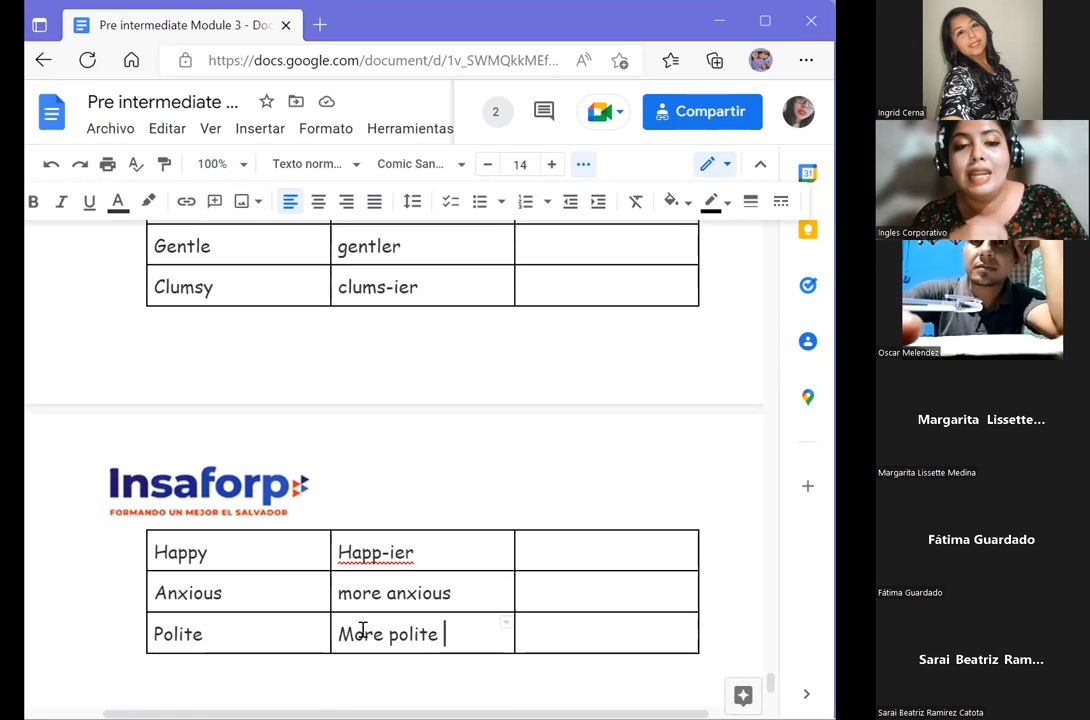 Pre intermediate Module 3 - Doc
https://docs.google.com/document/d/1v_SWMQkkMEf...
Pre intermediate ...
2
Compartir
Archivo Editar Ver Insertar Formato Herramientas
100% Texto norm... Comic San... 14
Gentle gentler
Clumsy clums-ier
Insaforp
FORMANDO UN MEJOR EL SALVADOR
Happy Happ-ier
Anxious more anxious
Polite More polite
Ingrid Cerna
Ingles Corporativo
Oscar Melendez
Margarita Lissette...
Margarita Lissette Medina
Fátima Guardado
Fátima Guardado
Sarai Beatriz Ram...
Sarai Beatriz Ramirez Catota